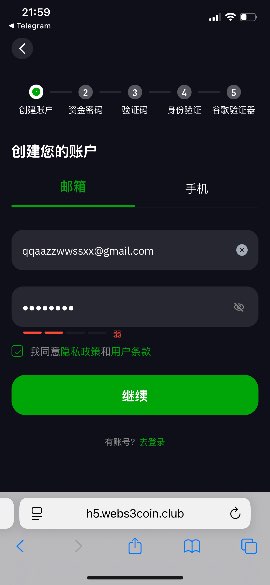 21:59
Telegram
1 2 3 4 5
创建账户 资金密码 验证码 身份验证 谷歌验证器
创建您的账户
邮箱 手机
qqaazzwwssxx@gmail.com
弱
我同意隐私政策和用户条款
继续
有账号? 去登录
h5.webs3coin.club